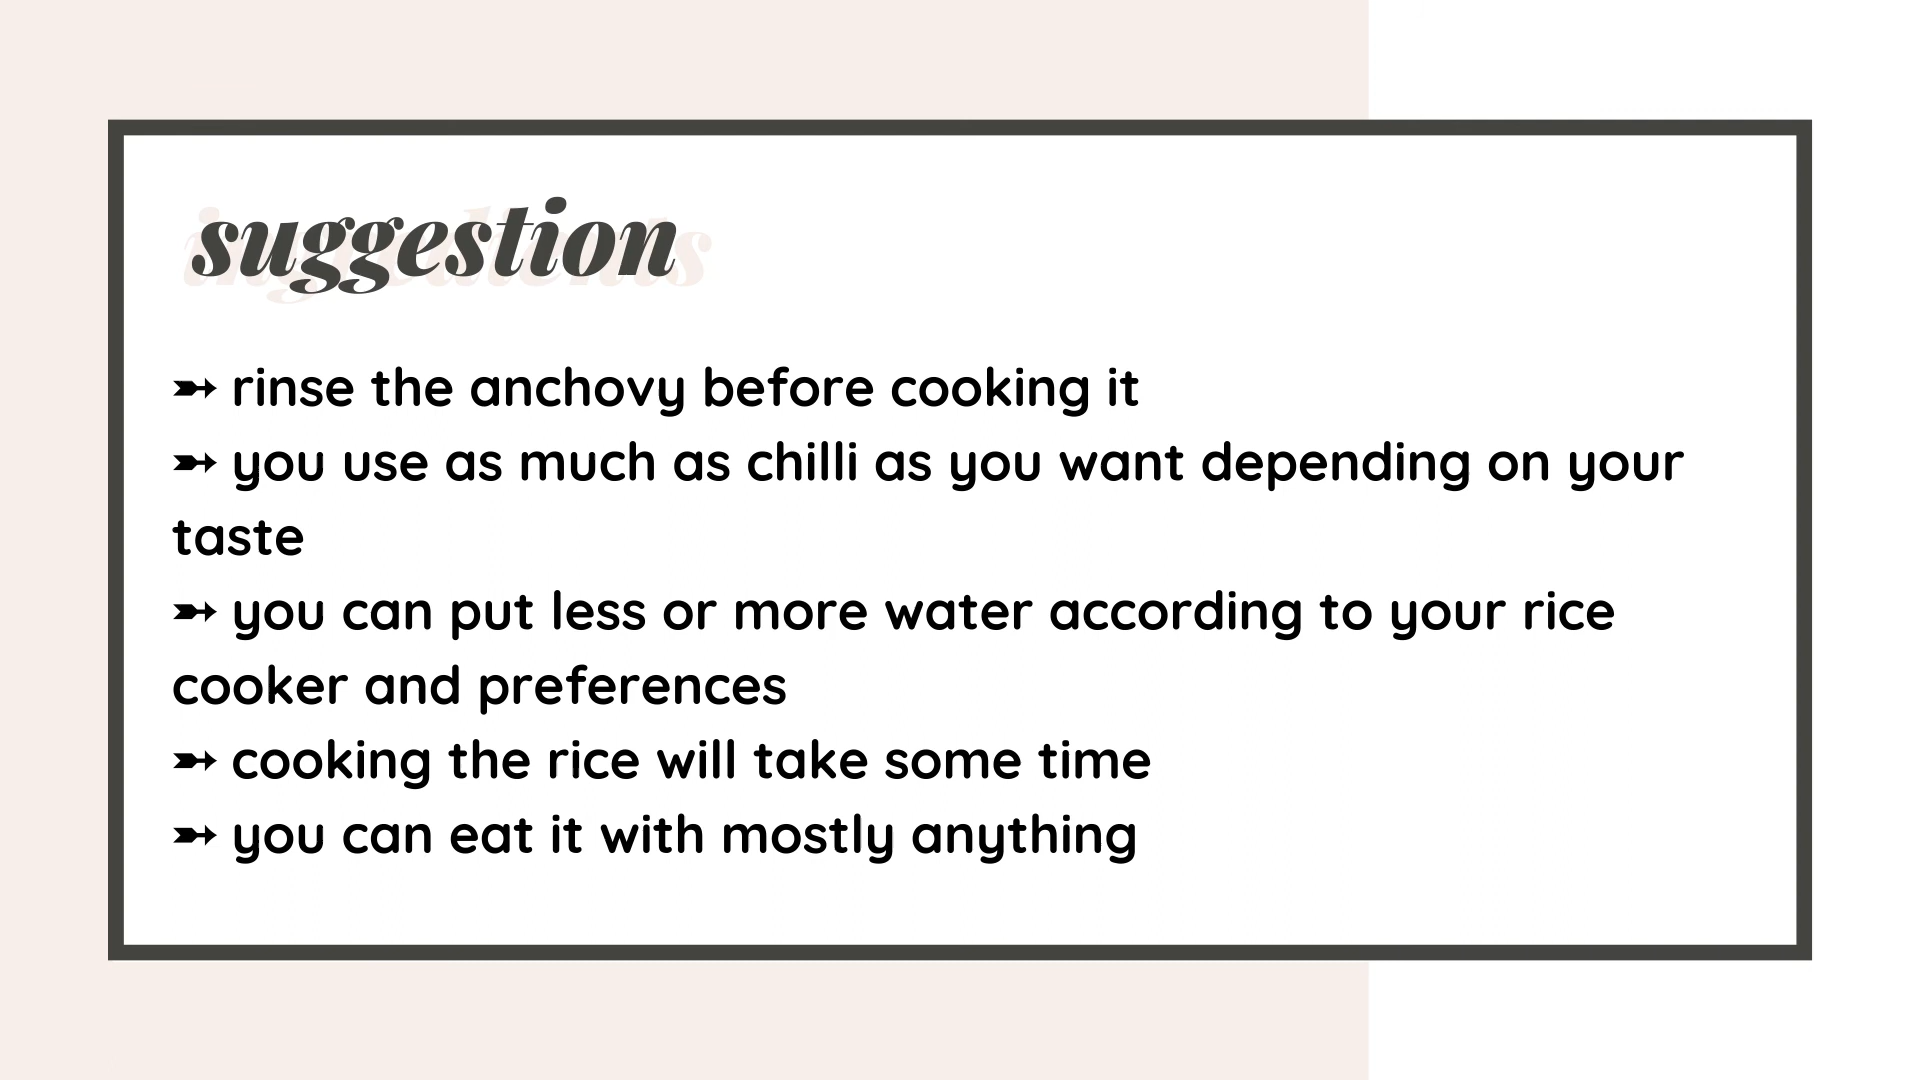 suggestion
ingredients
➵ rinse the anchovy before cooking it
➵ you use as much as chilli as you want depending on your
taste
➵ you can put less or more water according to your rice
cooker and preferences
➵ cooking the rice will take some time
➵ you can eat it with mostly anything